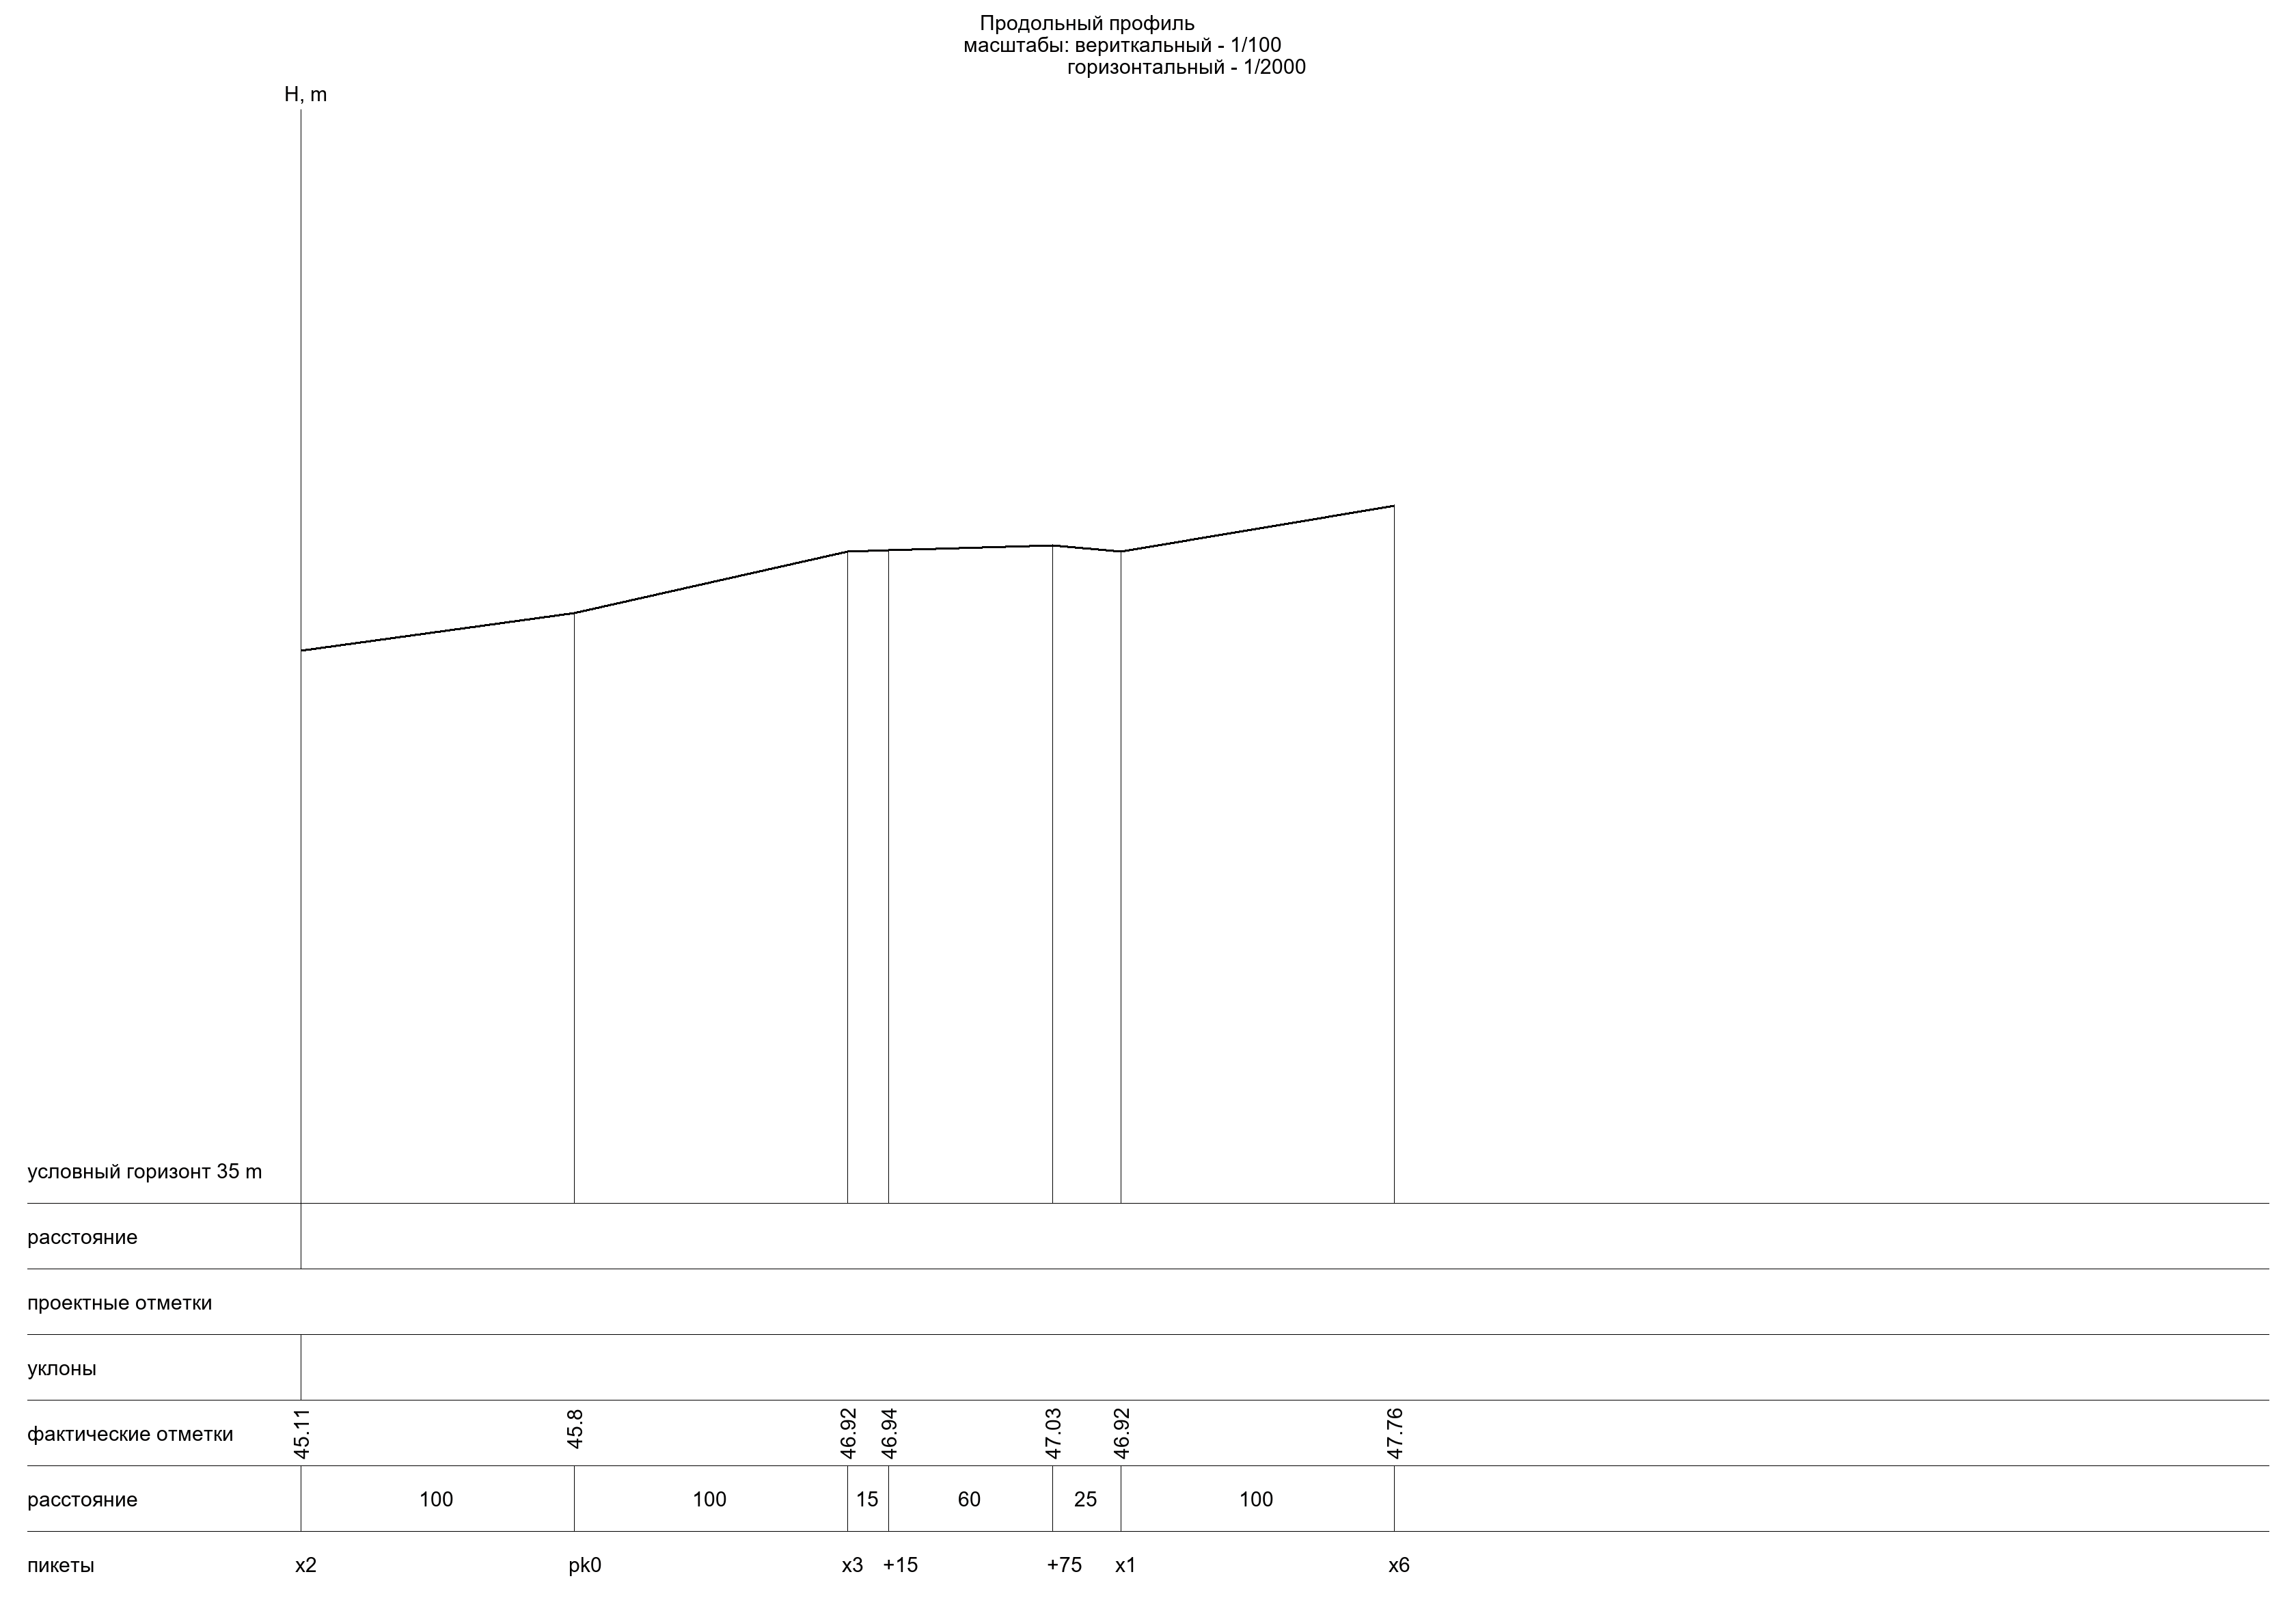 Продольный профиль
масштабы: вериткальный - 1/100
горизонтальный - 1/2000
H, m
условный горизонт 35 m
расстояние
проектные отметки
уклоны
фактические отметки 45.11 45.8 46.92 46.94 47.03 46.92 47.76
расстояние 100 100 15 60 25 100
пикеты x2 pk0 x3 +15 +75 x1 x6